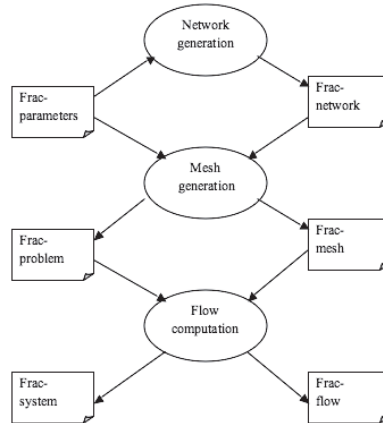 Network
generation
Frac-
parameters
Frac-
network
Mesh
generation
Frac-
problem
Frac-
mesh
Flow
computation
Frac-
system
Frac-
flow